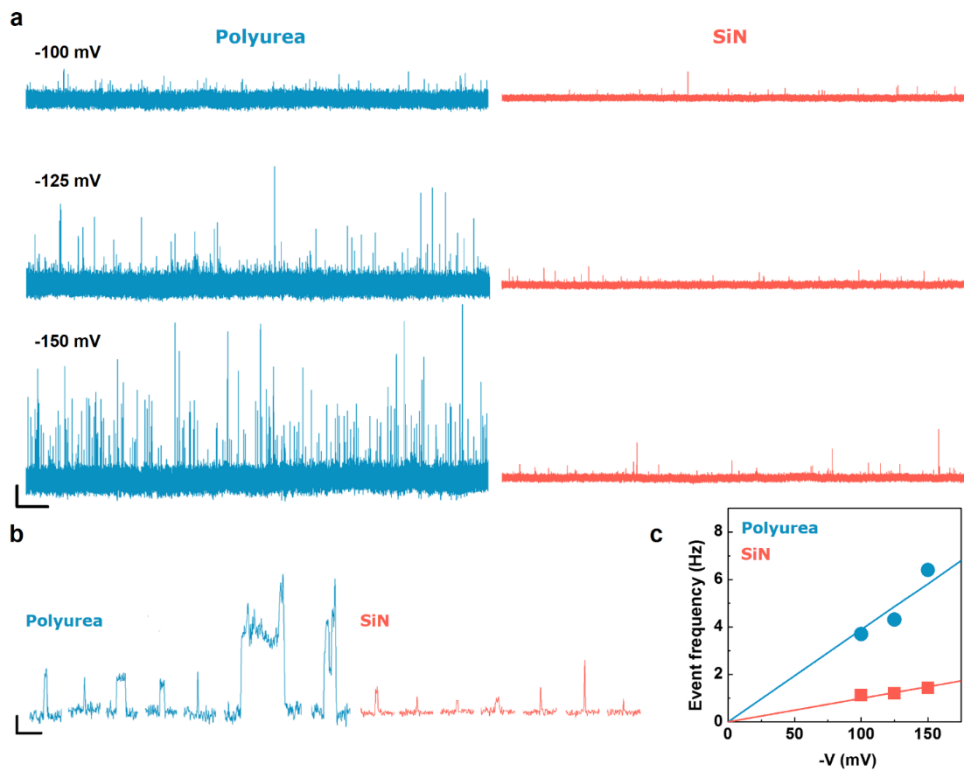 a
Polyurea
SiN
-100 mV
-125 mV
-150 mV
b
Polyurea
SiN
c
Polyurea
SiN
Event frequency (Hz)
8
6
4
2
0
0 50 100 150
-V (mV)